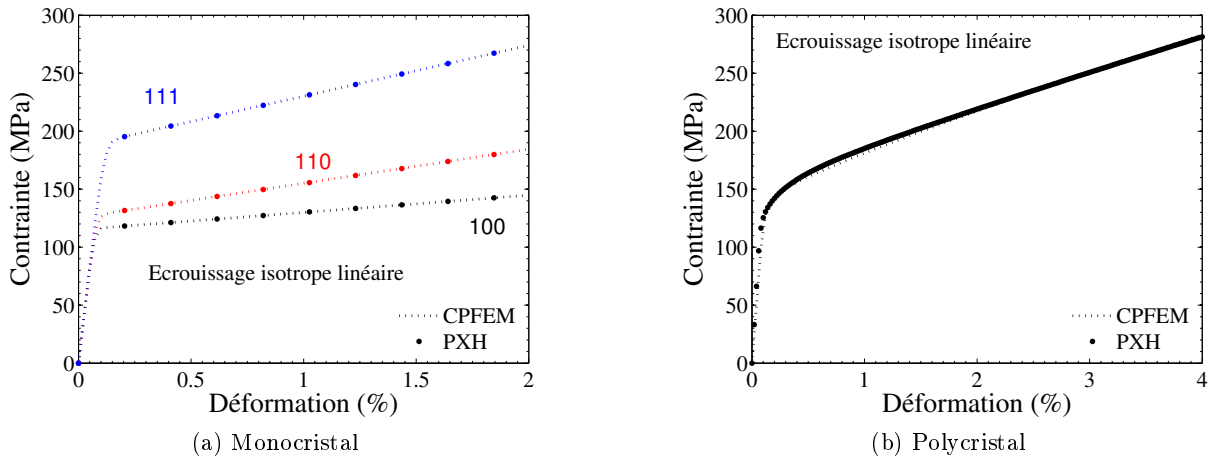 300
250
200
150
100
50
0
Contrainte (MPa)
111
110
100
Ecrouissage isotrope linéaire
CPFEM
PXH
0
0.5
1
1.5
2
Déformation (%)
(a) Monocristal
300
250
200
150
100
50
0
Contrainte (MPa)
Ecrouissage isotrope linéaire
CPFEM
PXH
0
1
2
3
4
Déformation (%)
(b) Polycristal